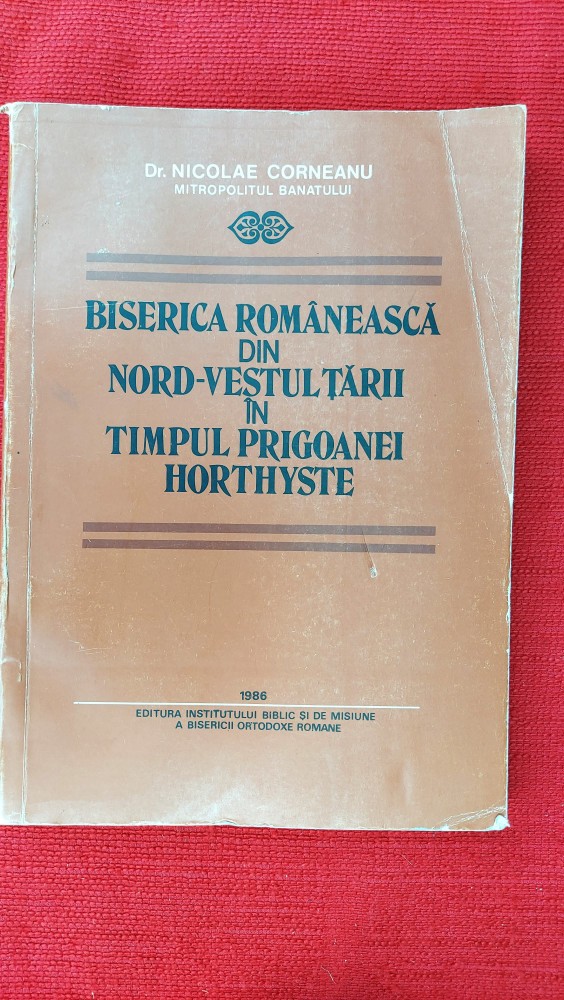 Dr. NICOLAE CORNEANU
MITROPOLITUL BANATULUI
BISERICA ROMÂNEASCĂ
DIN
NORD-VESTUL ȚĂRII
ÎN
TIMPUL PRIGOANEI
HORTHYSTE
1986
EDITURA INSTITUTULUI BIBLIC ȘI DE MISIUNE
A BISERICII ORTODOXE ROMANE